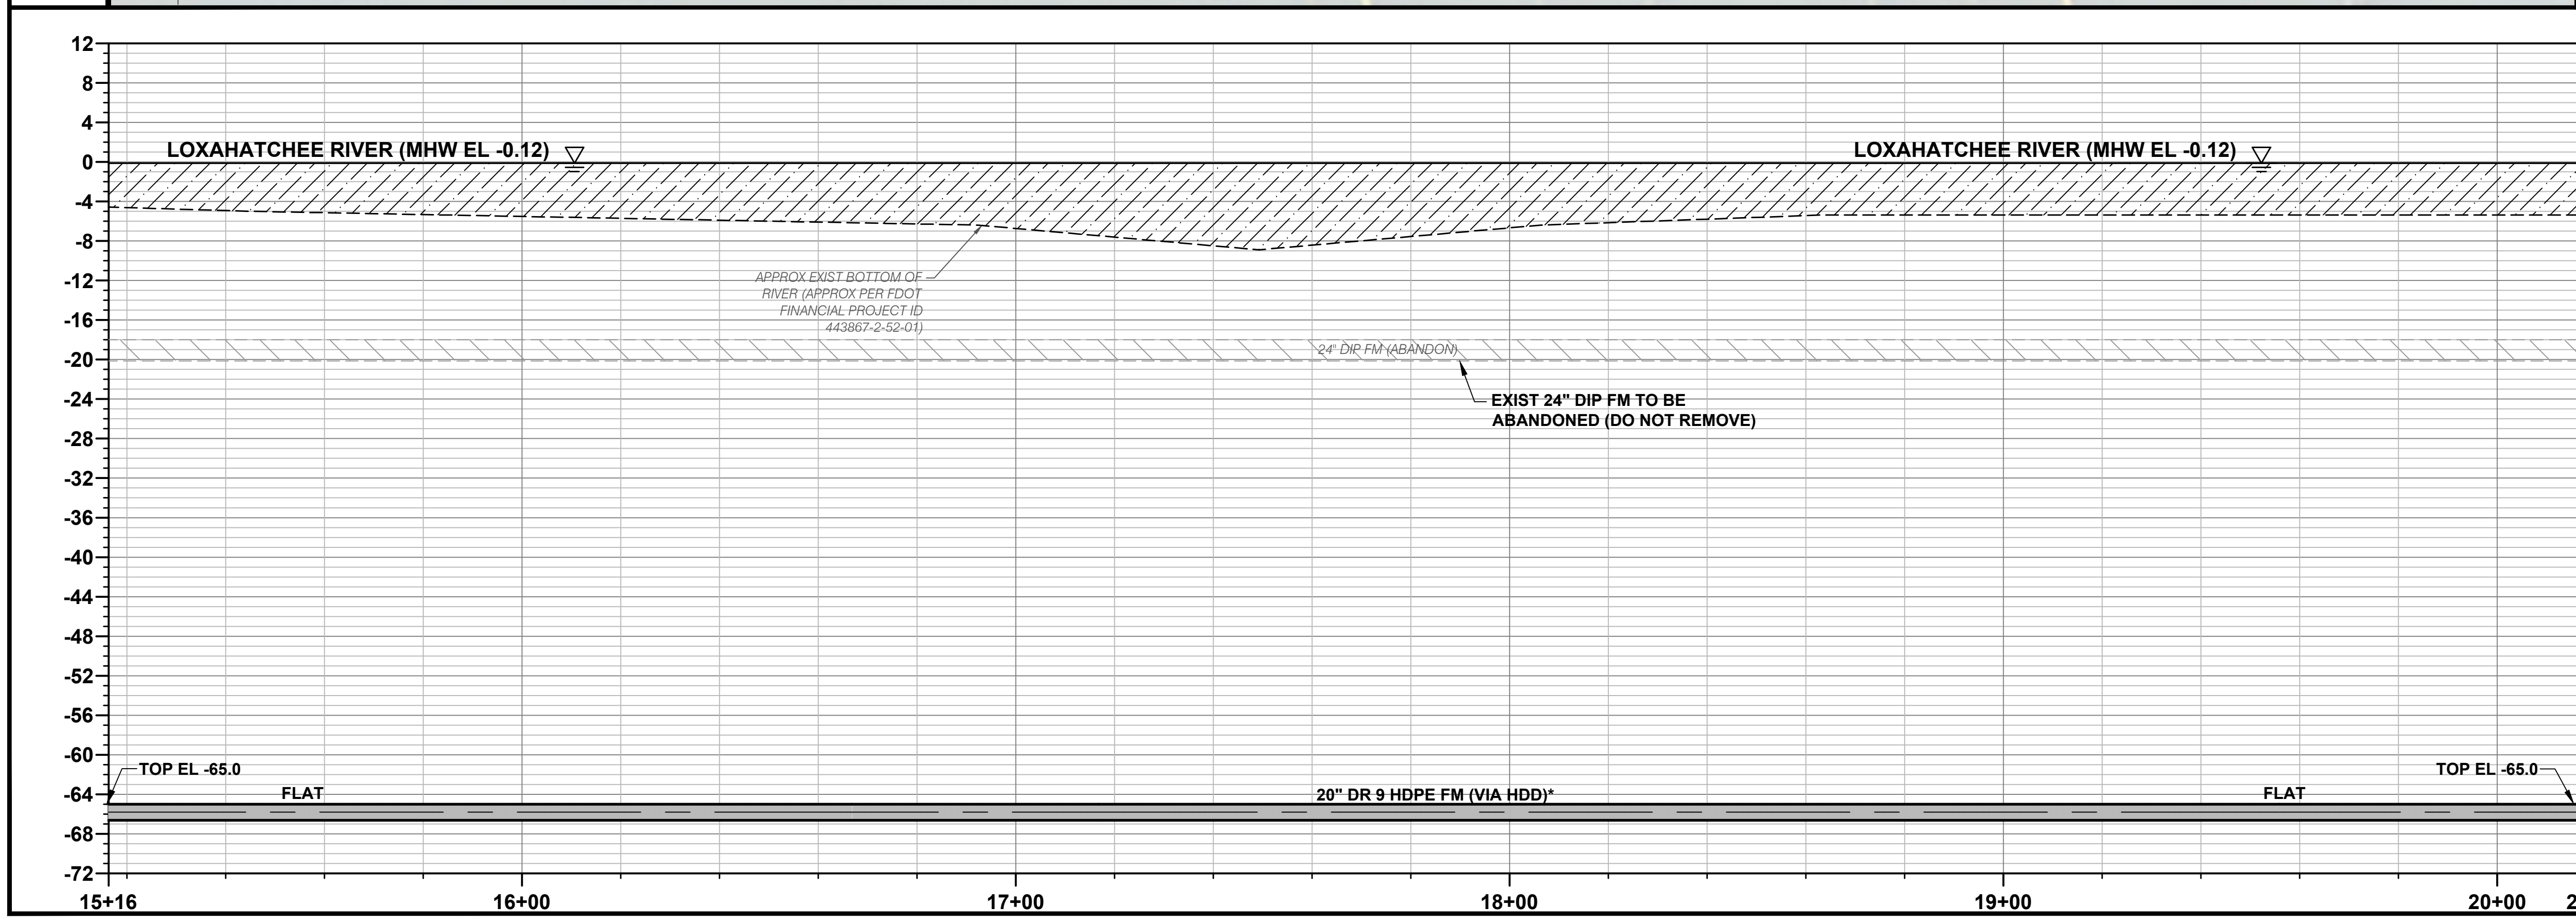 12
8
4
LOXAHATCHEE RIVER (MHW EL -0.12)
LOXAHATCHEE RIVER (MHW EL -0.12)
0
-4
-8
APPROX EXIST BOTTOM OF
RIVER (APPROX PER FDOT
FINANCIAL PROJECT ID
443867-2-52-01)
-12
-16
24" DIP FM (ABANDON)
-20
EXIST 24" DIP FM TO BE
ABANDONED (DO NOT REMOVE)
-24
-28
-32
-36
-40
-44
-48
-52
-56
-60
TOP EL -65.0
TOP EL -65.0
-64
FLAT
20" DR 9 HDPE FM (VIA HDD)*
FLAT
-68
-72
15+16 16+00 17+00 18+00 19+00 20+00